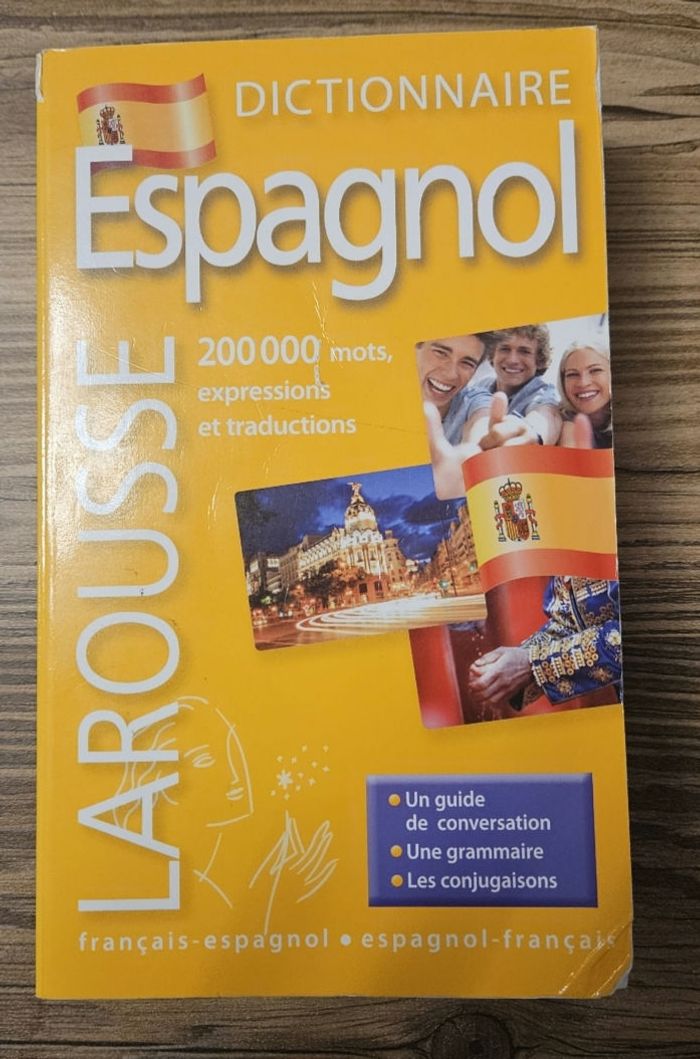 DICTIONNAIRE
Espagnol
LAROUSSE
200 000 mots,
expressions
et traductions
• Un guide
de conversation
• Une grammaire
• Les conjugaisons
français-espagnol • espagnol-français